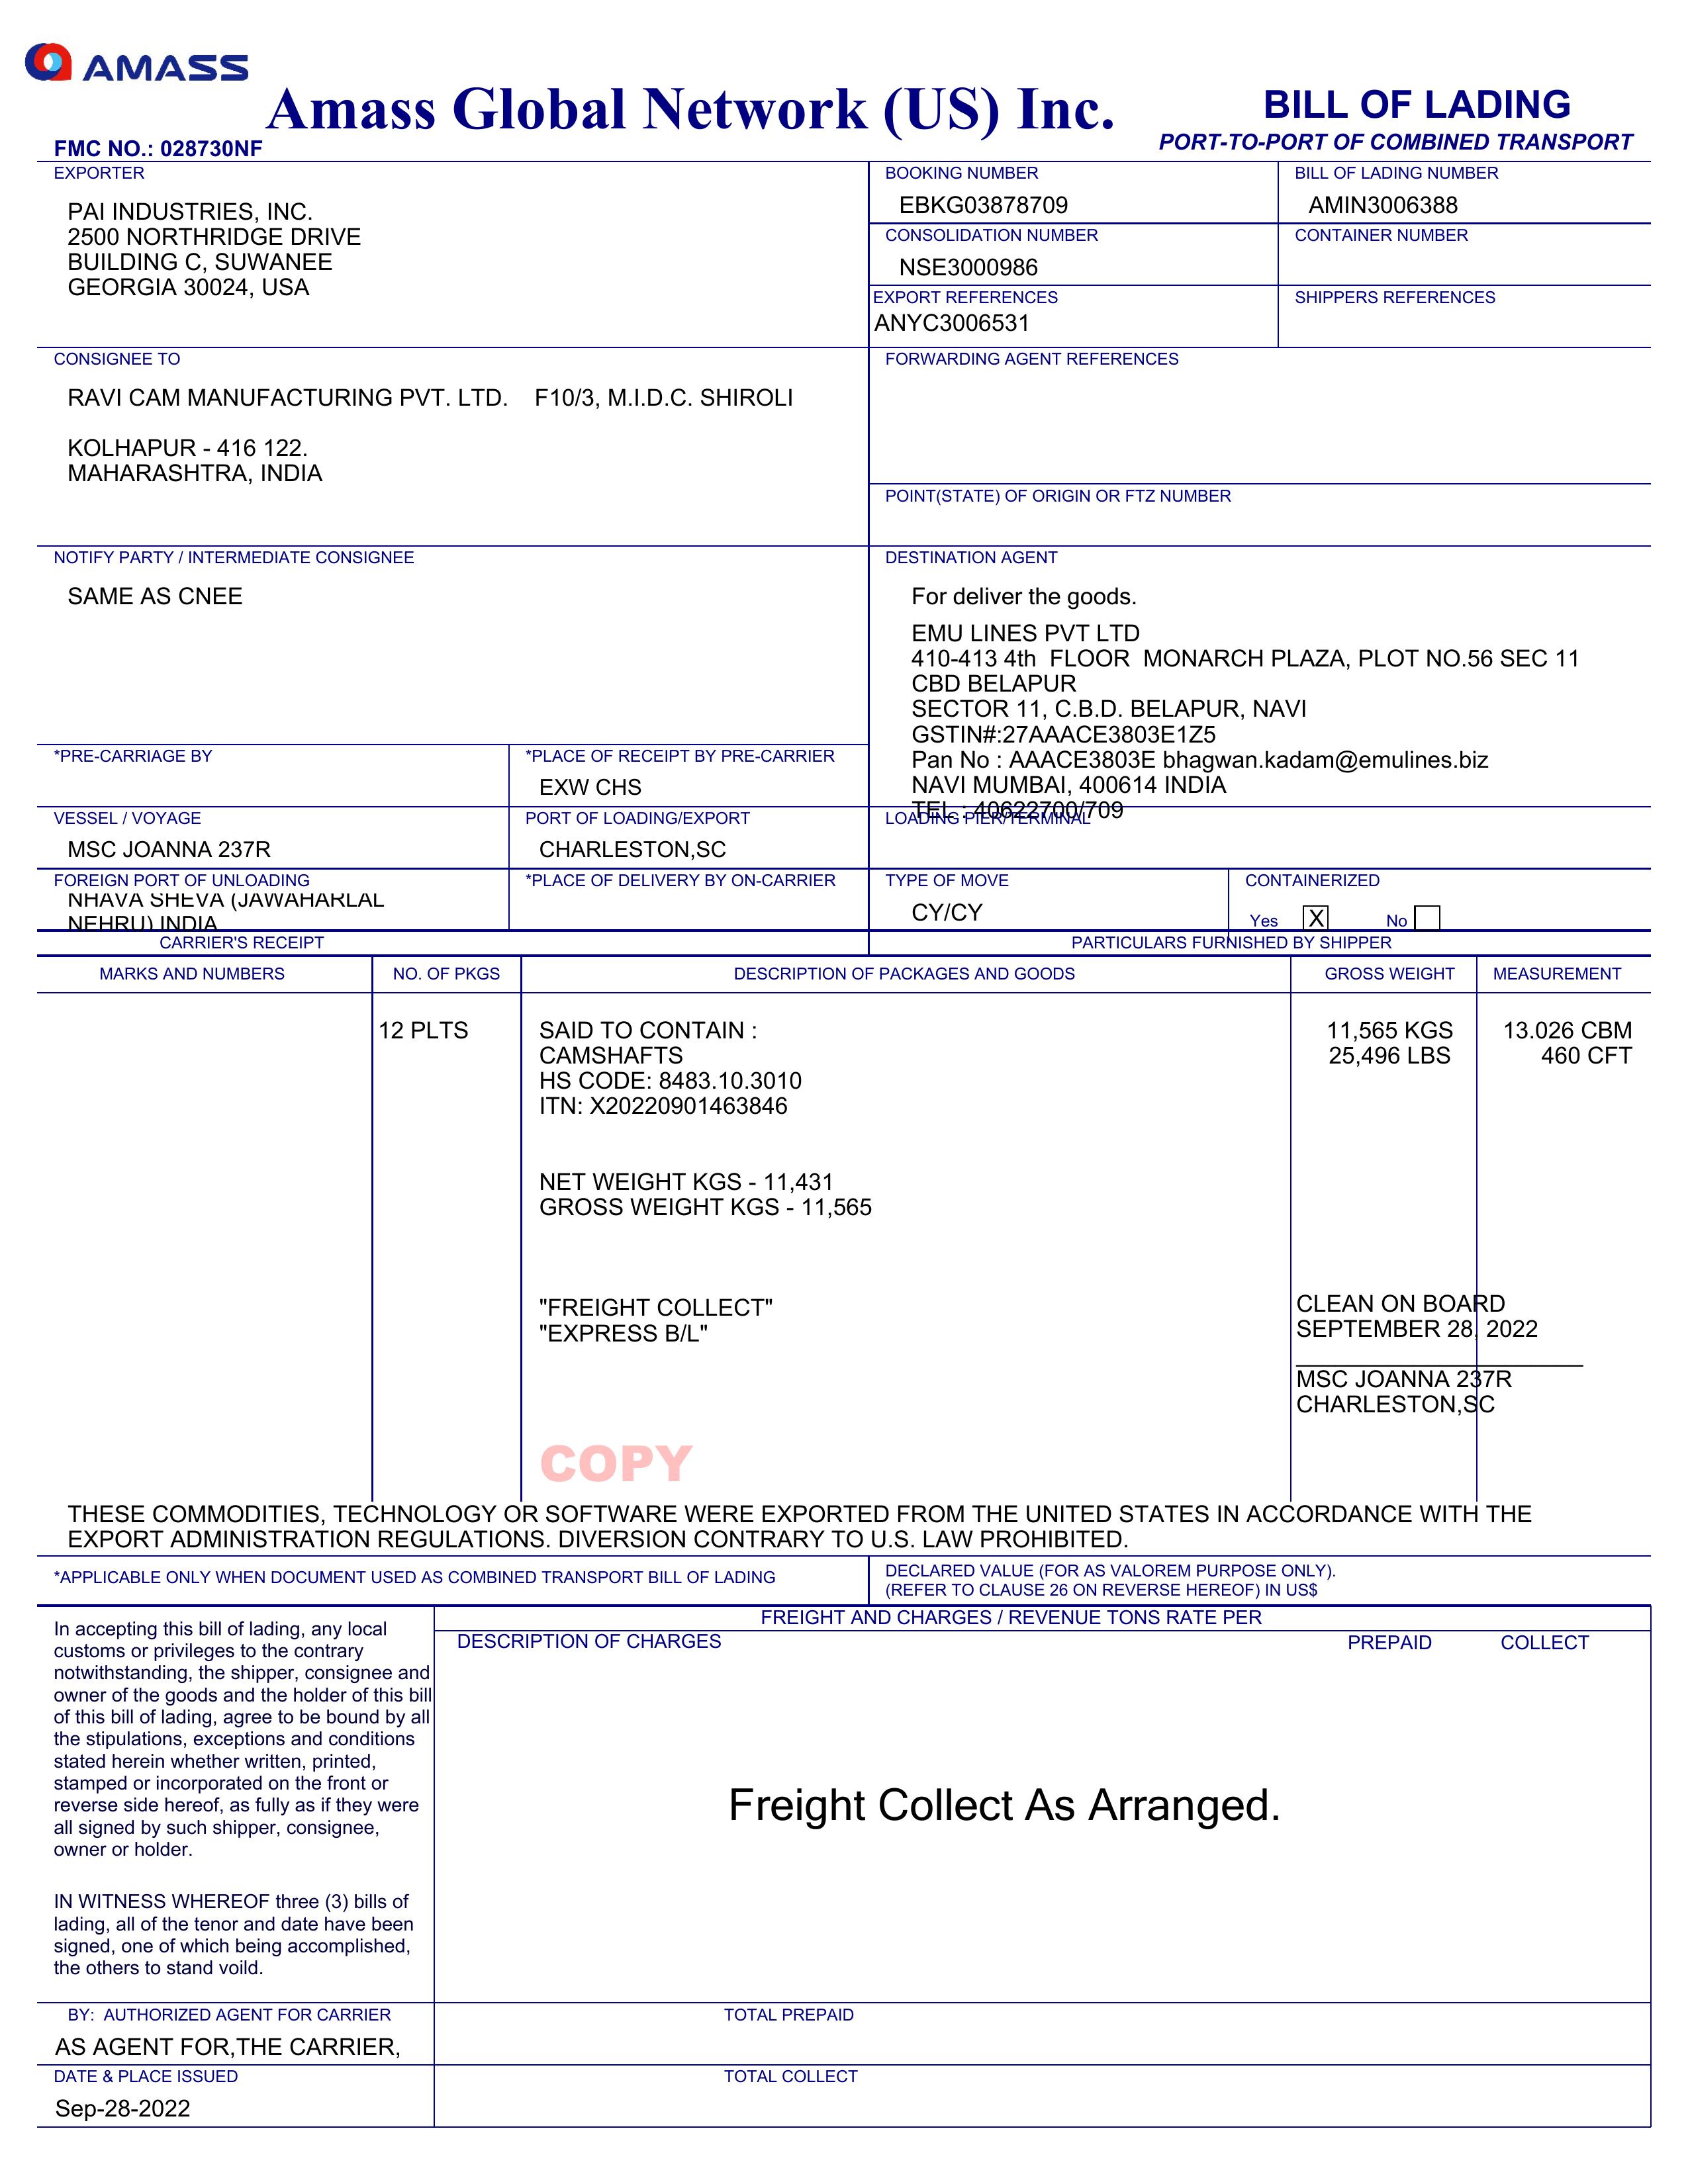 AMASS
Amass Global Network (US) Inc.
BILL OF LADING
PORT-TO-PORT OF COMBINED TRANSPORT
FMC NO.: 028730NF
EXPORTER
PAI INDUSTRIES, INC.
2500 NORTHRIDGE DRIVE
BUILDING C, SUWANEE
GEORGIA 30024, USA
BOOKING NUMBER
EBKG03878709
BILL OF LADING NUMBER
AMIN3006388
CONSOLIDATION NUMBER
NSE3000986
CONTAINER NUMBER
EXPORT REFERENCES
ANYC3006531
SHIPPERS REFERENCES
CONSIGNEE TO
RAVI CAM MANUFACTURING PVT. LTD. F10/3, M.I.D.C. SHIROLI
KOLHAPUR - 416 122.
MAHARASHTRA, INDIA
FORWARDING AGENT REFERENCES
POINT(STATE) OF ORIGIN OR FTZ NUMBER
NOTIFY PARTY / INTERMEDIATE CONSIGNEE
SAME AS CNEE
DESTINATION AGENT
For deliver the goods.
EMU LINES PVT LTD
410-413 4th FLOOR MONARCH PLAZA, PLOT NO.56 SEC 11
CBD BELAPUR
SECTOR 11, C.B.D. BELAPUR, NAVI
GSTIN#:27AAACE3803E1Z5
Pan No : AAACE3803E bhagwan.kadam@emulines.biz
NAVI MUMBAI, 400614 INDIA
TEL : 40622700/709
*PRE-CARRIAGE BY
*PLACE OF RECEIPT BY PRE-CARRIER
EXW CHS
VESSEL / VOYAGE
MSC JOANNA 237R
PORT OF LOADING/EXPORT
CHARLESTON,SC
LOADING PIER/TERMINAL
FOREIGN PORT OF UNLOADING
NHAVA SHEVA (JAWAHARLAL
NEHRU) INDIA
*PLACE OF DELIVERY BY ON-CARRIER
TYPE OF MOVE
CY/CY
CONTAINERIZED
Yes X No
CARRIER'S RECEIPT
PARTICULARS FURNISHED BY SHIPPER
MARKS AND NUMBERS
NO. OF PKGS
DESCRIPTION OF PACKAGES AND GOODS
GROSS WEIGHT
MEASUREMENT
12 PLTS
SAID TO CONTAIN :
CAMSHAFTS
HS CODE: 8483.10.3010
ITN: X20220901463846
11,565 KGS
25,496 LBS
13.026 CBM
460 CFT
NET WEIGHT KGS - 11,431
GROSS WEIGHT KGS - 11,565
"FREIGHT COLLECT"
"EXPRESS B/L"
CLEAN ON BOARD
SEPTEMBER 28, 2022
MSC JOANNA 237R
CHARLESTON,SC
COPY
THESE COMMODITIES, TECHNOLOGY OR SOFTWARE WERE EXPORTED FROM THE UNITED STATES IN ACCORDANCE WITH THE
EXPORT ADMINISTRATION REGULATIONS. DIVERSION CONTRARY TO U.S. LAW PROHIBITED.
*APPLICABLE ONLY WHEN DOCUMENT USED AS COMBINED TRANSPORT BILL OF LADING
DECLARED VALUE (FOR AS VALOREM PURPOSE ONLY).
(REFER TO CLAUSE 26 ON REVERSE HEREOF) IN US$
In accepting this bill of lading, any local
customs or privileges to the contrary
notwithstanding, the shipper, consignee and
owner of the goods and the holder of this bill
of this bill of lading, agree to be bound by all
the stipulations, exceptions and conditions
stated herein whether written, printed,
stamped or incorporated on the front or
reverse side hereof, as fully as if they were
all signed by such shipper, consignee,
owner or holder.
IN WITNESS WHEREOF three (3) bills of
lading, all of the tenor and date have been
signed, one of which being accomplished,
the others to stand voild.
FREIGHT AND CHARGES / REVENUE TONS RATE PER
DESCRIPTION OF CHARGES
PREPAID
COLLECT
Freight Collect As Arranged.
BY: AUTHORIZED AGENT FOR CARRIER
AS AGENT FOR,THE CARRIER,
TOTAL PREPAID
DATE & PLACE ISSUED
Sep-28-2022
TOTAL COLLECT